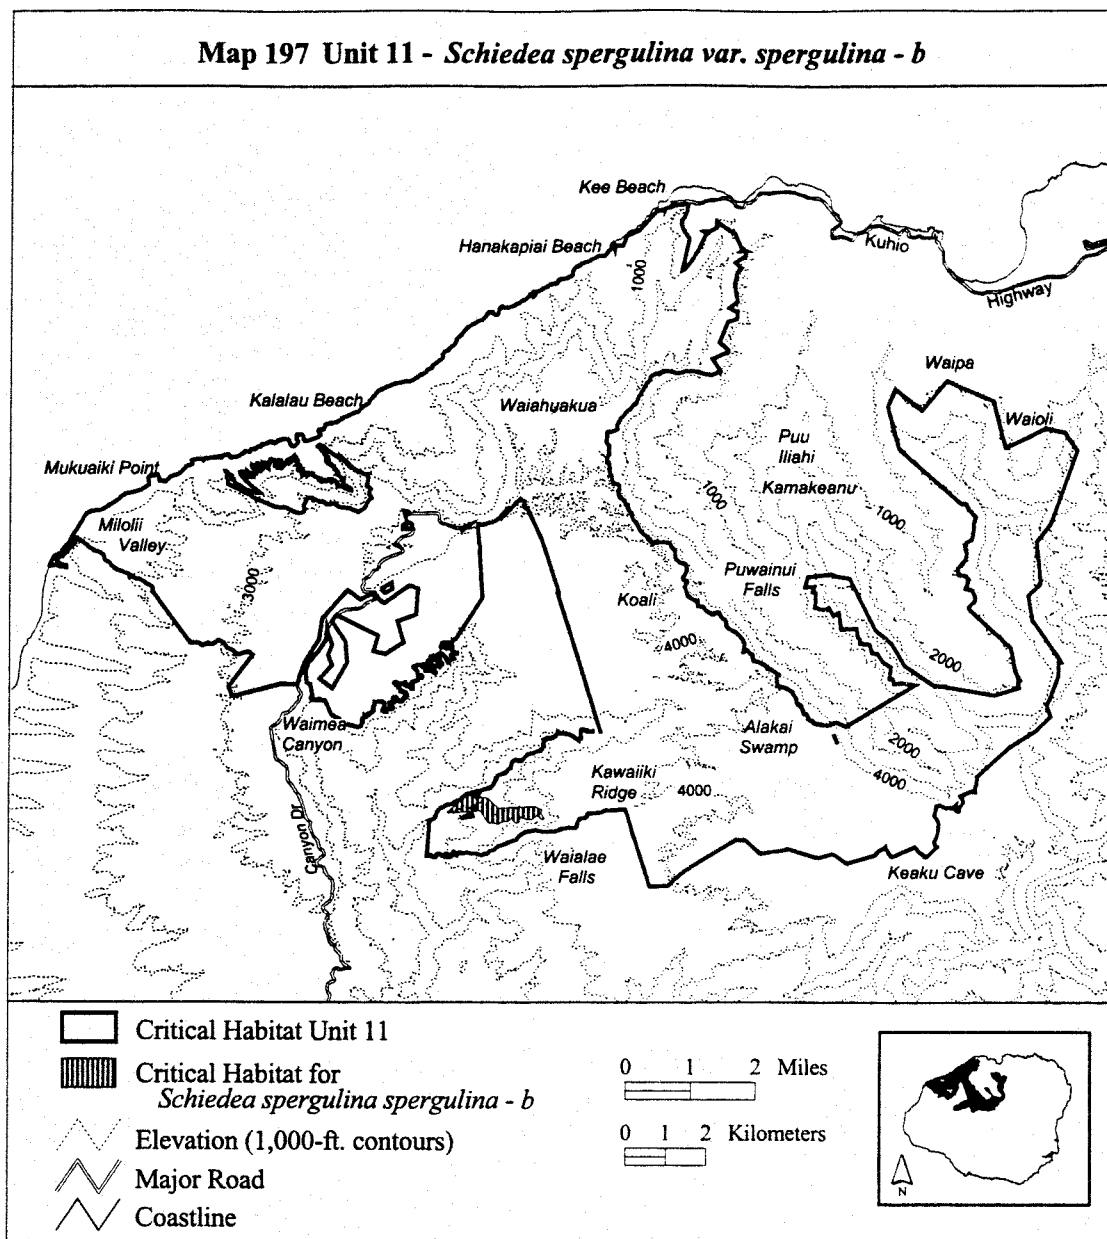 Map 197 Unit 11 - Schiedea spergulina var. spergulina - b
Kee Beach
Hanakapiai Beach
Kuhio
Highway
1000
Waipa
Kalalau Beach
Waiahuakua
Waioli
Puu
Iliahi
Mukuaiki Point
Kamakeanu
1000
1000
Milolii
Valley
3000
Puwainui
Falls
Koali
4000
2000
Waimea
Canyon
Alakai
Swamp
2000
4000
Kawaiiki
Ridge
4000
Canyon Dr
Waialae
Falls
Keaku Cave
Critical Habitat Unit 11
Critical Habitat for
Schiedea spergulina spergulina - b
Elevation (1,000-ft. contours)
Major Road
Coastline
0 1 2 Miles
0 1 2 Kilometers
N